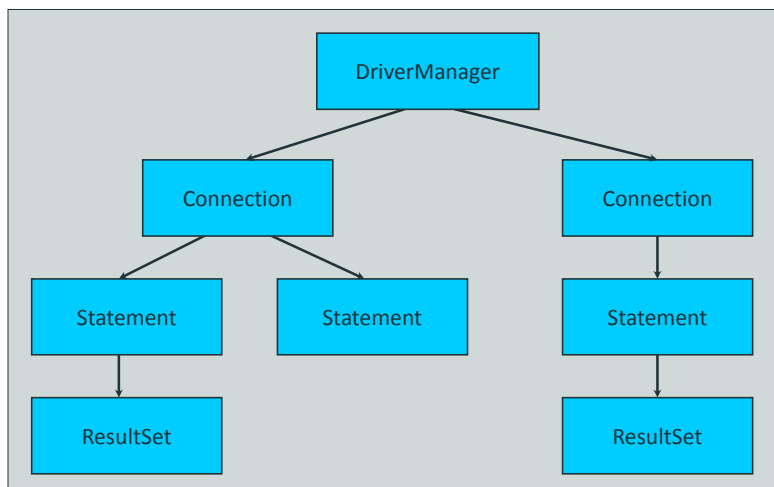 DriverManager
Connection
Connection
Statement
Statement
Statement
ResultSet
ResultSet